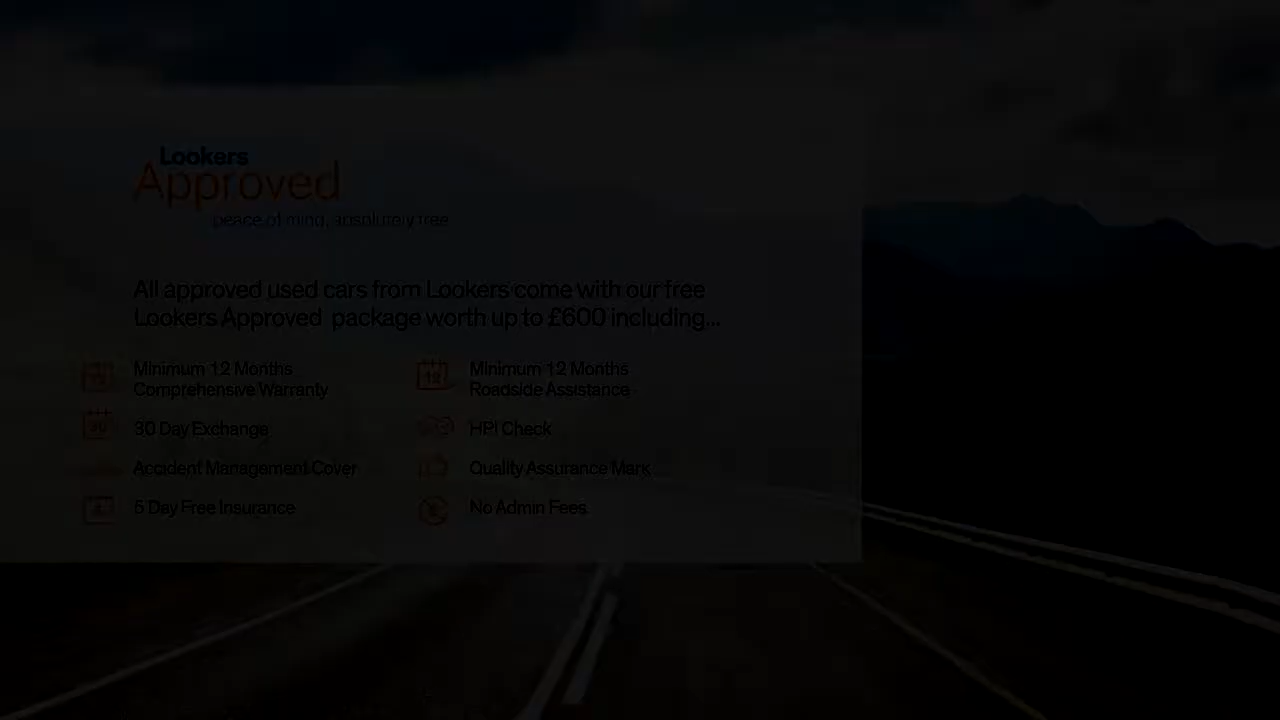 Lookers
Approved
peace of mind, absolutely free
All approved used cars from Lookers come with our free
Lookers Approved package worth up to £600 including...
Minimum 12 Months
Comprehensive Warranty
Minimum 12 Months
Roadside Assistance
12
30 Day Exchange
30
HPI Check
Accident Management Cover
Quality Assurance Mark
5 Day Free Insurance
No Admin Fees